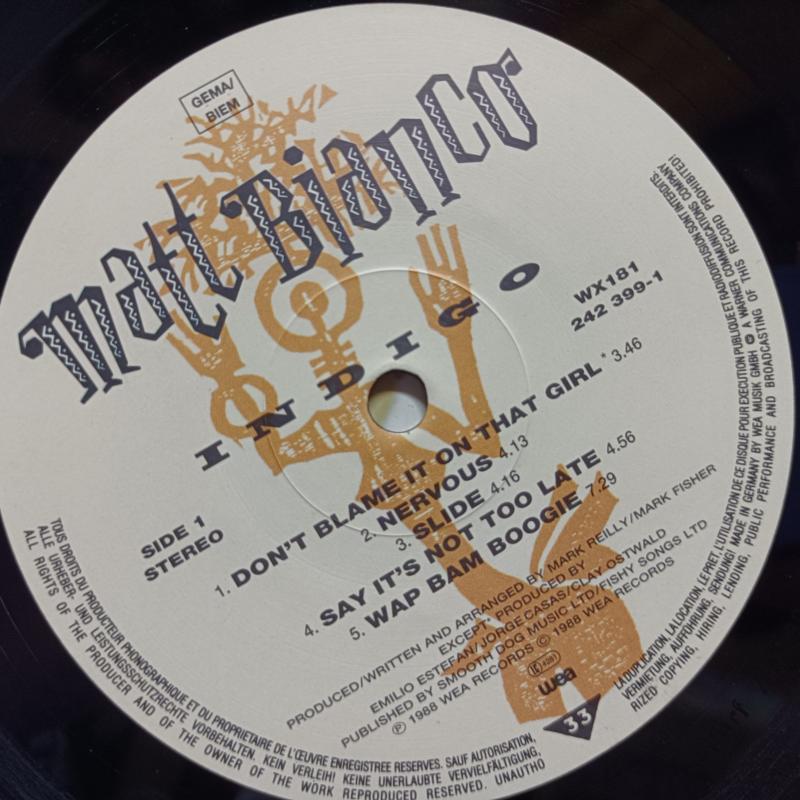 GEMA/
BIEM
Matt Bianco
INDIGO
WX181
242 399-1
SIDE 1
STEREO
1. DON'T BLAME IT ON THAT GIRL* 3.46
2. NERVOUS 4.13
3. SLIDE 4.16
4. SAY IT'S NOT TOO LATE 4.56
5. WAP BAM BOOGIE 7.29
PRODUCED/WRITTEN AND ARRANGED BY MARK REILLY/MARK FISHER
EXCEPT* PRODUCED BY
EMILIO ESTEFAN/JORGE CASAS/CLAY OSTWALD
PUBLISHED BY SMOOTH DOG MUSIC LTD/FISHY SONGS LTD
℗ 1988 WEA RECORDS © 1988 WEA RECORDS
LC 4281
wea
33
TOUS DROITS DU PRODUCTEUR PHONOGRAPHIQUE ET DU PROPRIETAIRE DE L'ŒUVRE ENREGISTREE RESERVES. SAUF AUTORISATION, LA DUPLICATION, LA LOCATION, LE PRET, L'UTILISATION DE CE DISQUE POUR EXECUTION PUBLIQUE ET RADIODIFFUSION SONT INTERDITS.
ALLE URHEBER- UND LEISTUNGSSCHUTZRECHTE VORBEHALTEN. KEIN VERLEIH! KEINE UNERLAUBTE VERVIELFÄLTIGUNG, VERMIETUNG, AUFFÜHRUNG, SENDUNG! MADE IN GERMANY BY WEA MUSIK GMBH A WARNER COMMUNICATIONS COMPANY
ALL RIGHTS OF THE PRODUCER AND OF THE OWNER OF THE WORK REPRODUCED RESERVED. UNAUTHORIZED COPYING, HIRING, LENDING, PUBLIC PERFORMANCE AND BROADCASTING OF THIS RECORD PROHIBITED!